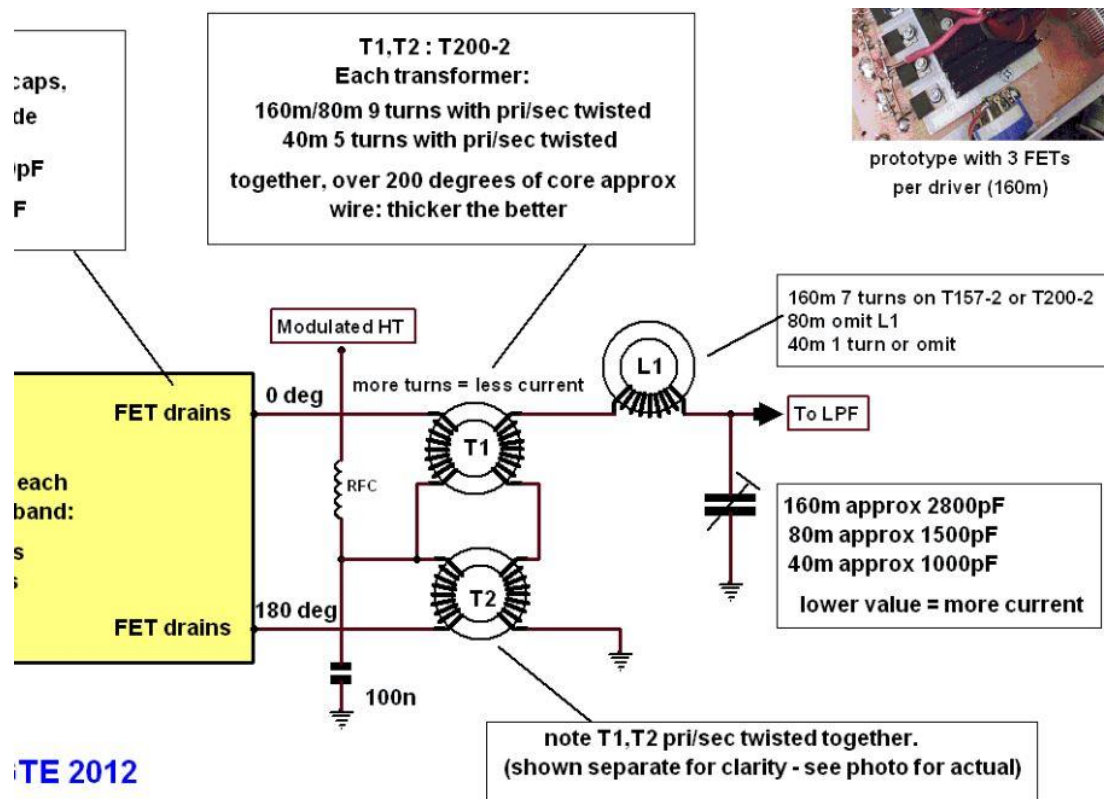 caps,
de
pF
F
T1,T2 : T200-2
Each transformer:
160m/80m 9 turns with pri/sec twisted
40m 5 turns with pri/sec twisted
together, over 200 degrees of core approx
wire: thicker the better
prototype with 3 FETs
per driver (160m)
160m 7 turns on T157-2 or T200-2
80m omit L1
40m 1 turn or omit
Modulated HT
0 deg
more turns = less current
L1
FET drains
To LPF
T1
RFC
each
band:
s
s
160m approx 2800pF
80m approx 1500pF
40m approx 1000pF
lower value = more current
T2
180 deg
FET drains
100n
note T1,T2 pri/sec twisted together.
(shown separate for clarity - see photo for actual)
TE 2012